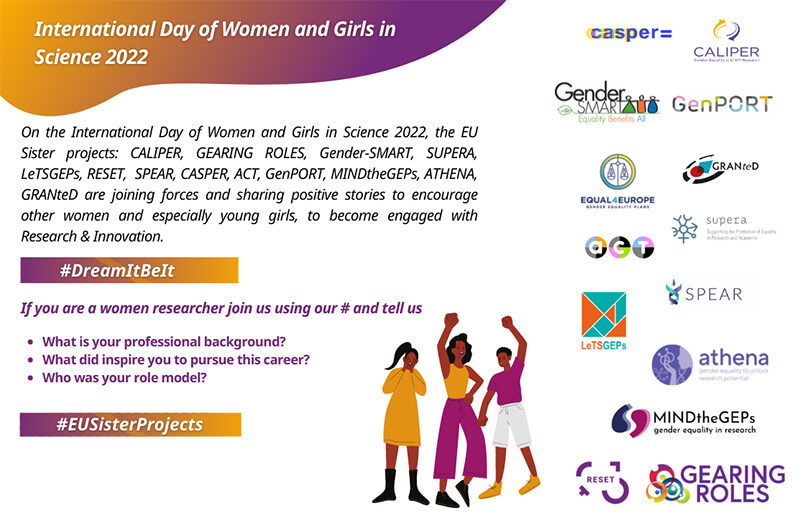 International Day of Women and Girls in
Science 2022
On the International Day of Women and Girls in Science 2022, the EU
Sister projects: CALIPER, GEARING ROLES, Gender-SMART, SUPERA,
LeTSGEPs, RESET, SPEAR, CASPER, ACT, GenPORT, MINDtheGEPs, ATHENA,
GRANteD are joining forces and sharing positive stories to encourage
other women and especially young girls, to become engaged with
Research & Innovation.
#DreamItBeIt
If you are a women researcher join us using our # and tell us
• What is your professional background?
• What did inspire you to pursue this career?
• Who was your role model?
#EUSisterProjects
casper=
CALIPER
Gender Equality in STEM Research
Gender
SMART
Equality Benefits All
GenPORT
EQUAL4EUROPE
GENDER EQUALITY PLANS
GRANteD
supera
Supporting the Promotion of Equality
in Research and Academia
act
SPEAR
LeTSGEPs
athena
gender equality to unlock
research potential
MINDtheGEPs
gender equality in research
RESET
GEARING
ROLES